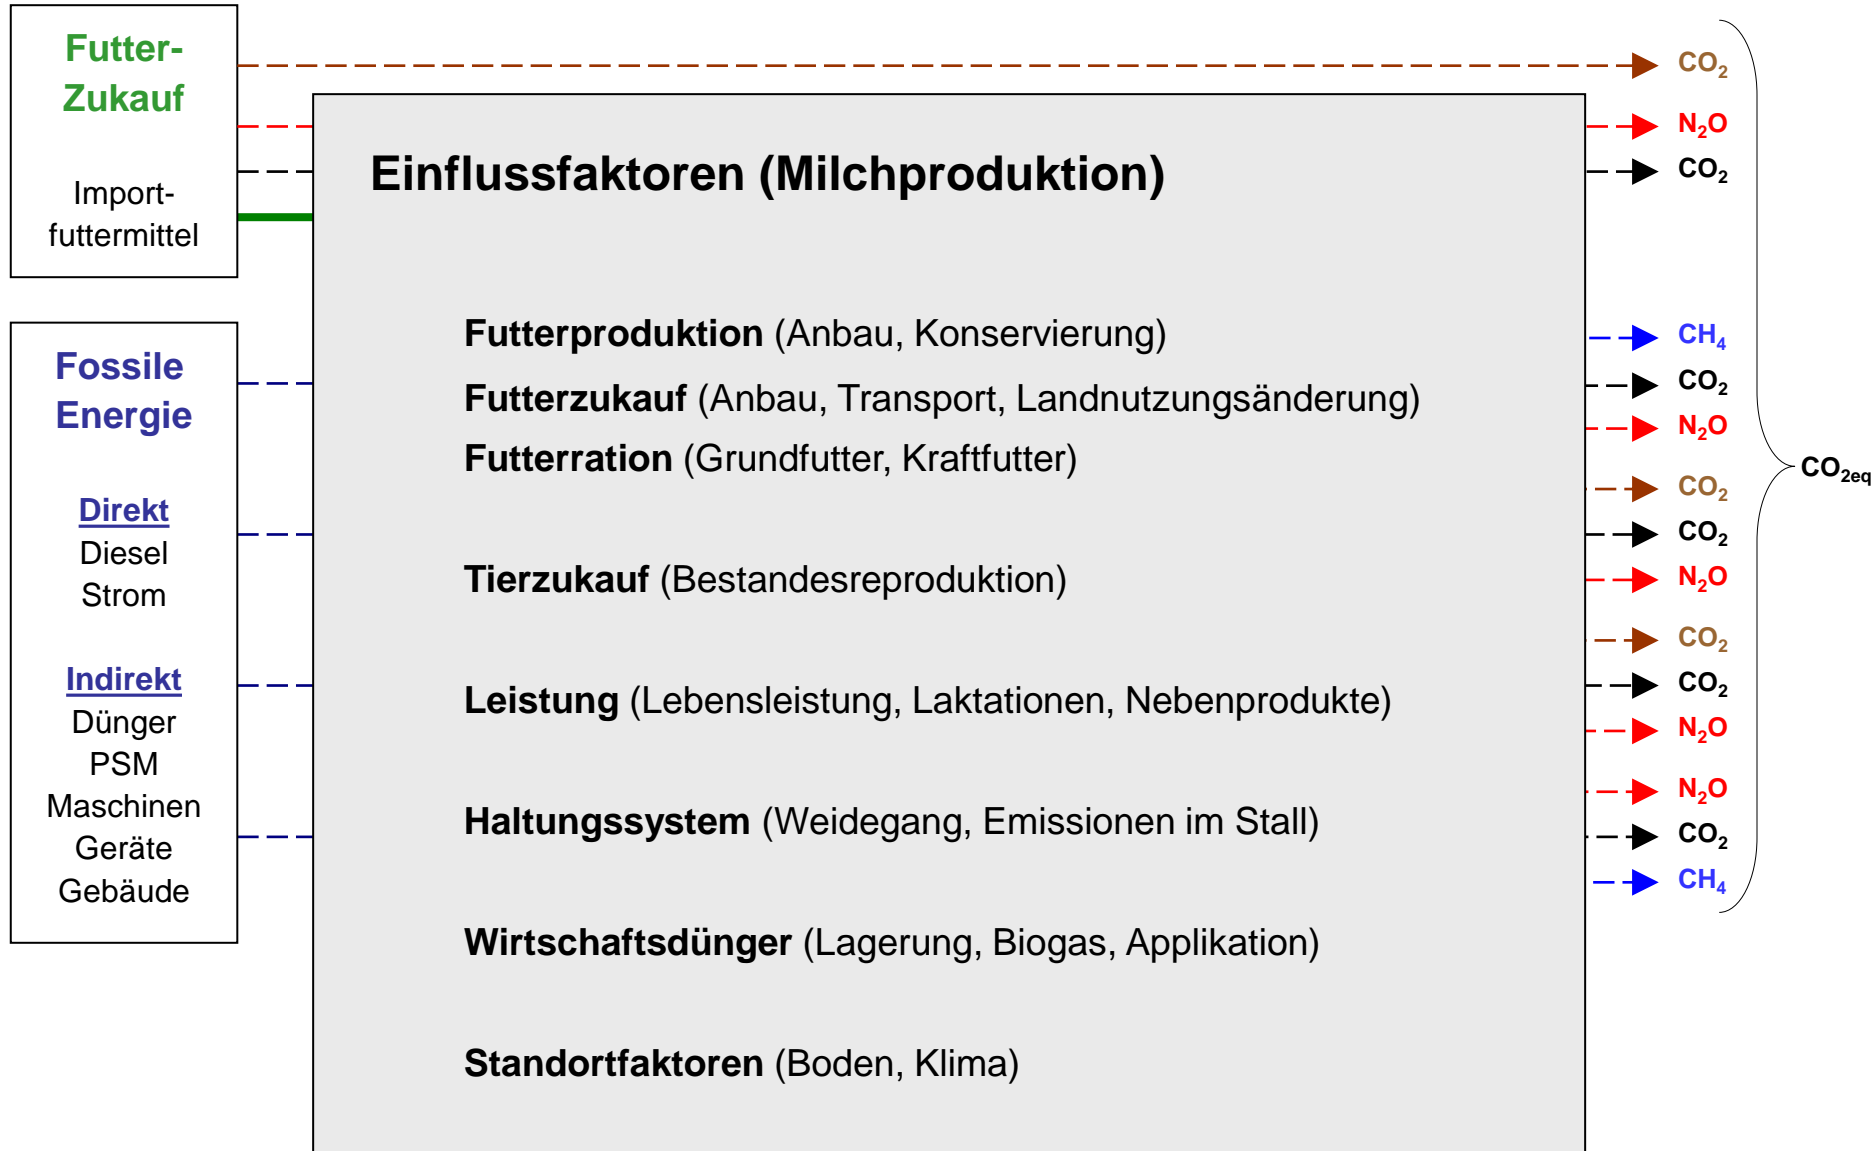 Futter-
Zukauf
Import-
futtermittel
Fossile
Energie
Direkt
Diesel
Strom
Indirekt
Dünger
PSM
Maschinen
Geräte
Gebäude
Einflussfaktoren (Milchproduktion)
Futterproduktion (Anbau, Konservierung)
Futterzukauf (Anbau, Transport, Landnutzungsänderung)
Futterration (Grundfutter, Kraftfutter)
Tierzukauf (Bestandesreproduktion)
Leistung (Lebensleistung, Laktationen, Nebenprodukte)
Haltungssystem (Weidegang, Emissionen im Stall)
Wirtschaftsdünger (Lagerung, Biogas, Applikation)
Standortfaktoren (Boden, Klima)
CO₂
N₂O
CO₂
CH₄
CO₂
N₂O
CO₂
CO₂
N₂O
CO₂
CO₂
N₂O
N₂O
CO₂
CH₄
CO₂eq